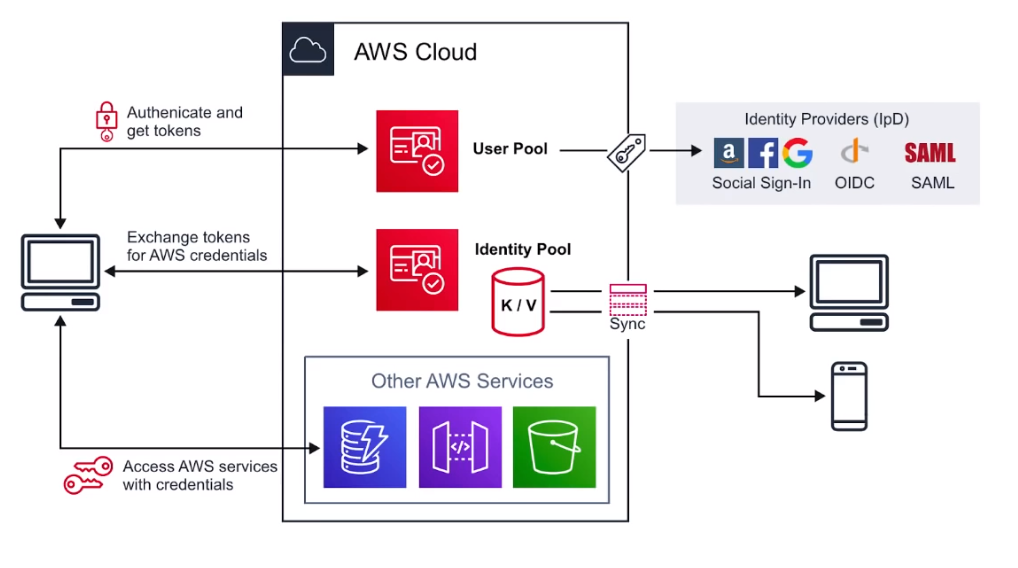 AWS Cloud
Authenicate and
get tokens
User Pool
Identity Providers (IpD)
a
f
G
SAML
Social Sign-In
OIDC
SAML
Exchange tokens
for AWS credentials
Identity Pool
K / V
Sync
Other AWS Services
</>
Access AWS services
with credentials